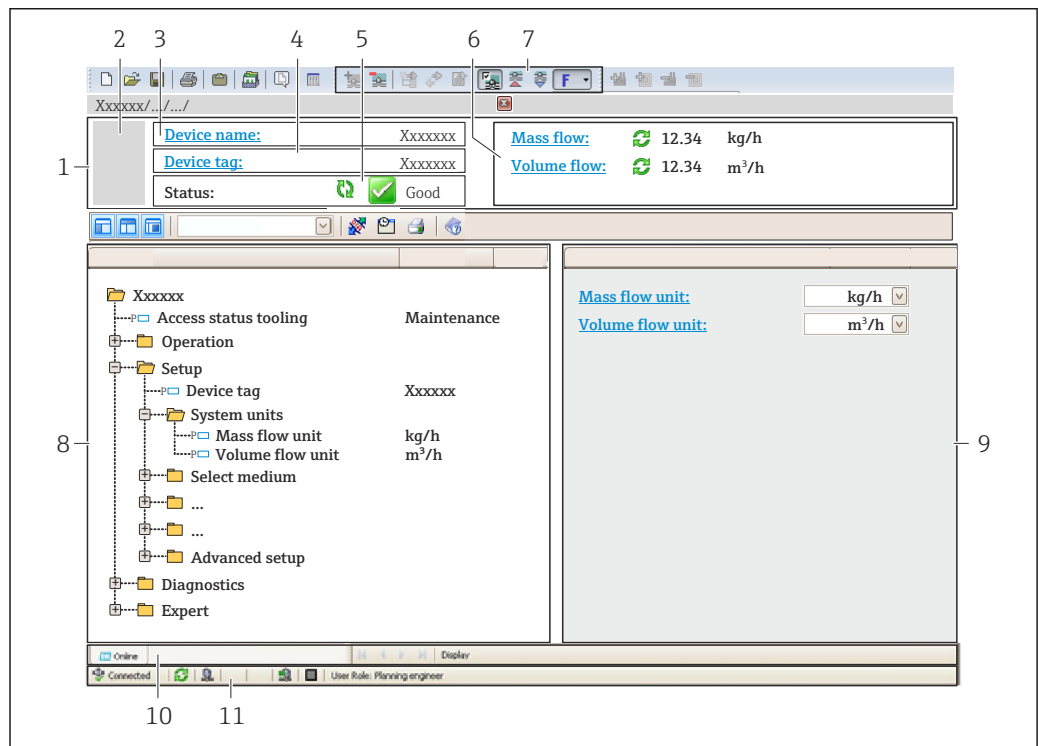 2 3 4 5 6 7
F
Xxxxxx/.../.../
1
Device name: Xxxxxxx
Mass flow: 12.34 kg/h
Device tag: Xxxxxxx
Volume flow: 12.34 m³/h
Status: Good
Xxxxxx
Mass flow unit: kg/h
P Access status tooling Maintenance
Volume flow unit: m³/h
Operation
Setup
P Device tag Xxxxxx
System units
P Mass flow unit kg/h
8
9
P Volume flow unit m³/h
Select medium
...
...
Advanced setup
Diagnostics
Expert
Online Display
Connected User Role: Planning engineer
10 11